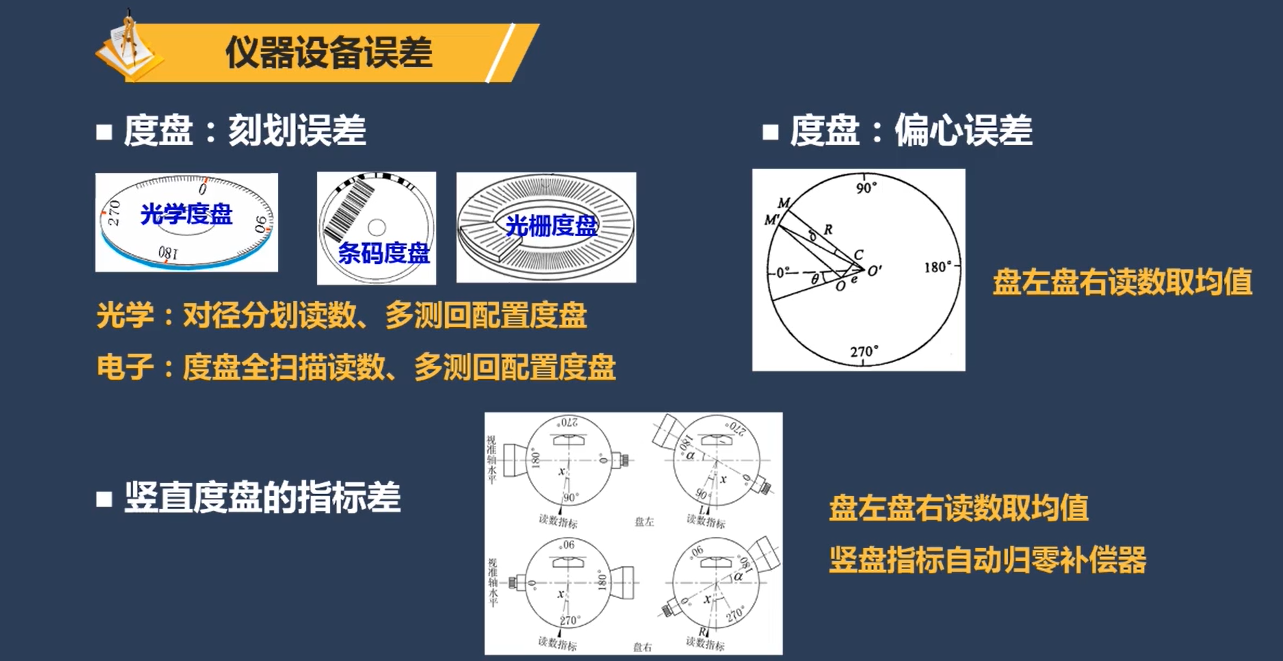 仪器设备误差
■ 度盘：刻划误差
■ 度盘：偏心误差
0
270
90
180
光学度盘
条码度盘
光栅度盘
90°
M
M'
δ
R
C
0°
O'
180°
θ
O
e
270°
盘左盘右读数取均值
光学：对径分划读数、多测回配置度盘
电子：度盘全扫描读数、多测回配置度盘
■ 竖直度盘的指标差
视准轴水平
270°
180°
0°
x
90°
读数指标
盘左
270°
180°
α
x
0°
90°
L
读数指标
视准轴水平
90°
0°
180°
x
270°
读数指标
盘右
90°
180°
α
0°
x
270°
R
读数指标
盘左盘右读数取均值
竖盘指标自动归零补偿器